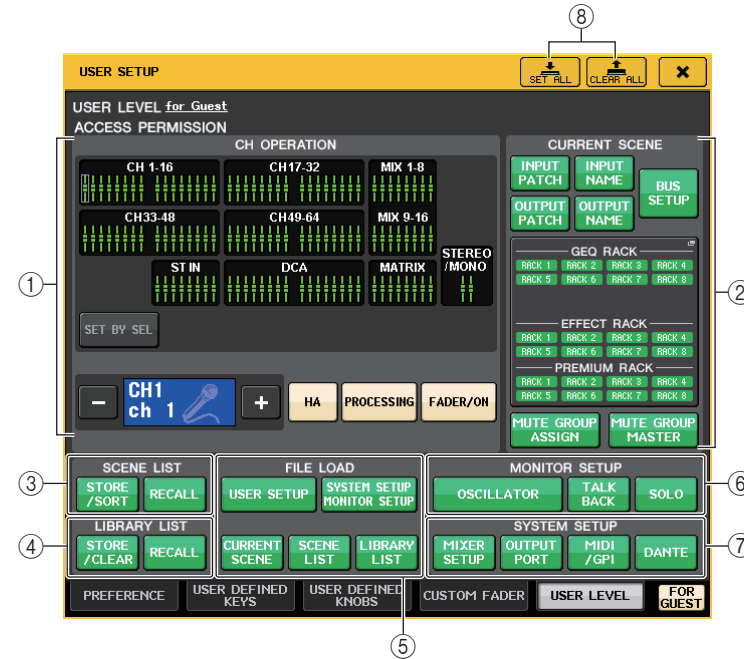 ⑧
USER SETUP
SET ALL
CLEAR ALL
USER LEVEL for Guest
ACCESS PERMISSION
①
CH OPERATION
CH 1-16
CH17-32
MIX 1-8
CH33-48
CH49-64
MIX 9-16
ST IN
DCA
MATRIX
STEREO
/MONO
SET BY SEL
CH1
ch 1
HA
PROCESSING
FADER/ON
CURRENT SCENE
INPUT
PATCH
INPUT
NAME
OUTPUT
PATCH
OUTPUT
NAME
BUS
SETUP
②
GEQ RACK
RACK 1 RACK 2 RACK 3 RACK 4
RACK 5 RACK 6 RACK 7 RACK 8
EFFECT RACK
RACK 1 RACK 2 RACK 3 RACK 4
RACK 5 RACK 6 RACK 7 RACK 8
PREMIUM RACK
RACK 1 RACK 2 RACK 3 RACK 4
RACK 5 RACK 6 RACK 7 RACK 8
MUTE GROUP
ASSIGN
MUTE GROUP
MASTER
③
SCENE LIST
STORE
/SORT
RECALL
④
LIBRARY LIST
STORE
/CLEAR
RECALL
FILE LOAD
USER SETUP
SYSTEM SETUP
MONITOR SETUP
CURRENT
SCENE
SCENE
LIST
LIBRARY
LIST
⑤
MONITOR SETUP
OSCILLATOR
TALK
BACK
SOLO
⑥
SYSTEM SETUP
MIXER
SETUP
OUTPUT
PORT
MIDI
/GPI
DANTE
⑦
PREFERENCE
USER DEFINED
KEYS
USER DEFINED
KNOBS
CUSTOM FADER
USER LEVEL
FOR
GUEST